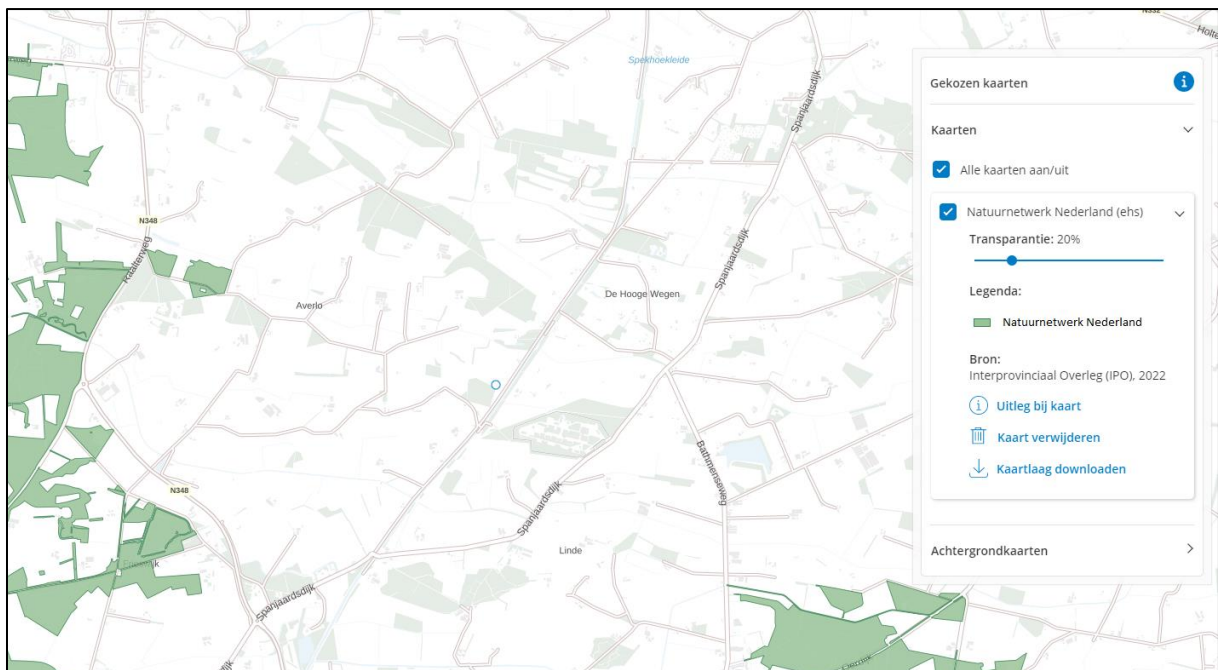 N332
Holte
Spekhoekleide
Spanjaardsdijk
N348
Raalterweg
Spanjaardsdijk
De Hooge Wegen
Averlo
Bathmenseweg
N348
Spanjaardsdijk
Linde
Spanjaardsdijk
Gekozen kaarten
Kaarten
Alle kaarten aan/uit
Natuurnetwerk Nederland (ehs)
Transparantie: 20%
Legenda:
Natuurnetwerk Nederland
Bron:
Interprovinciaal Overleg (IPO), 2022
Uitleg bij kaart
Kaart verwijderen
Kaartlaag downloaden
Achtergrondkaarten